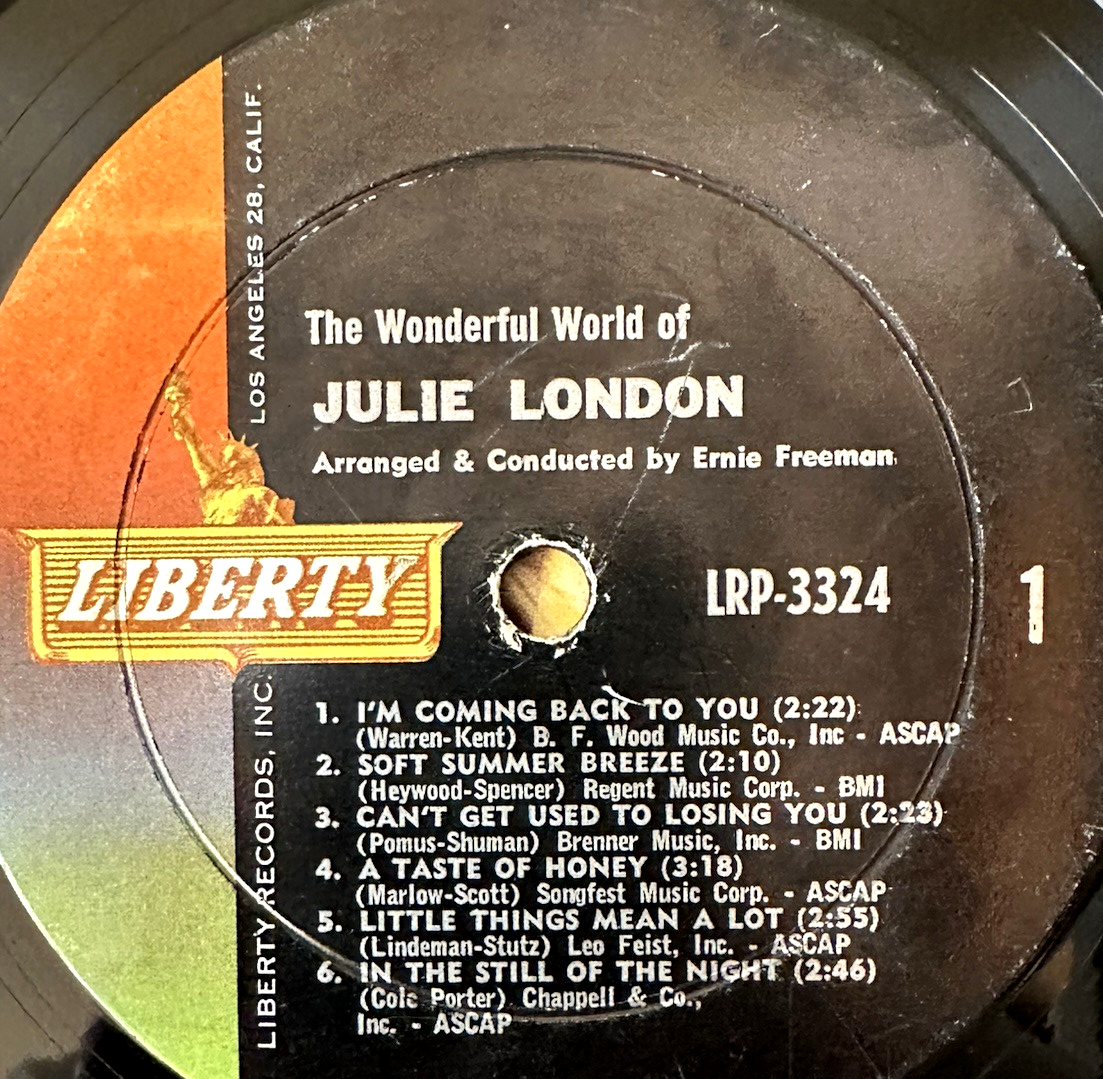 LOS ANGELES 28, CALIF.
The Wonderful World of
JULIE LONDON
Arranged & Conducted by Ernie Freeman
LIBERTY
LRP-3324
1
LIBERTY RECORDS, INC.
1. I'M COMING BACK TO YOU (2:22)
(Warren-Kent) B. F. Wood Music Co., Inc - ASCAP
2. SOFT SUMMER BREEZE (2:10)
(Heywood-Spencer) Regent Music Corp. - BMI
3. CAN'T GET USED TO LOSING YOU (2:23)
(Pomus-Shuman) Brenner Music, Inc. - BMI
4. A TASTE OF HONEY (3:18)
(Marlow-Scott) Songfest Music Corp. - ASCAP
5. LITTLE THINGS MEAN A LOT (2:55)
(Lindeman-Stutz) Leo Feist, Inc. - ASCAP
6. IN THE STILL OF THE NIGHT (2:46)
(Cole Porter) Chappell & Co.,
Inc. - ASCAP